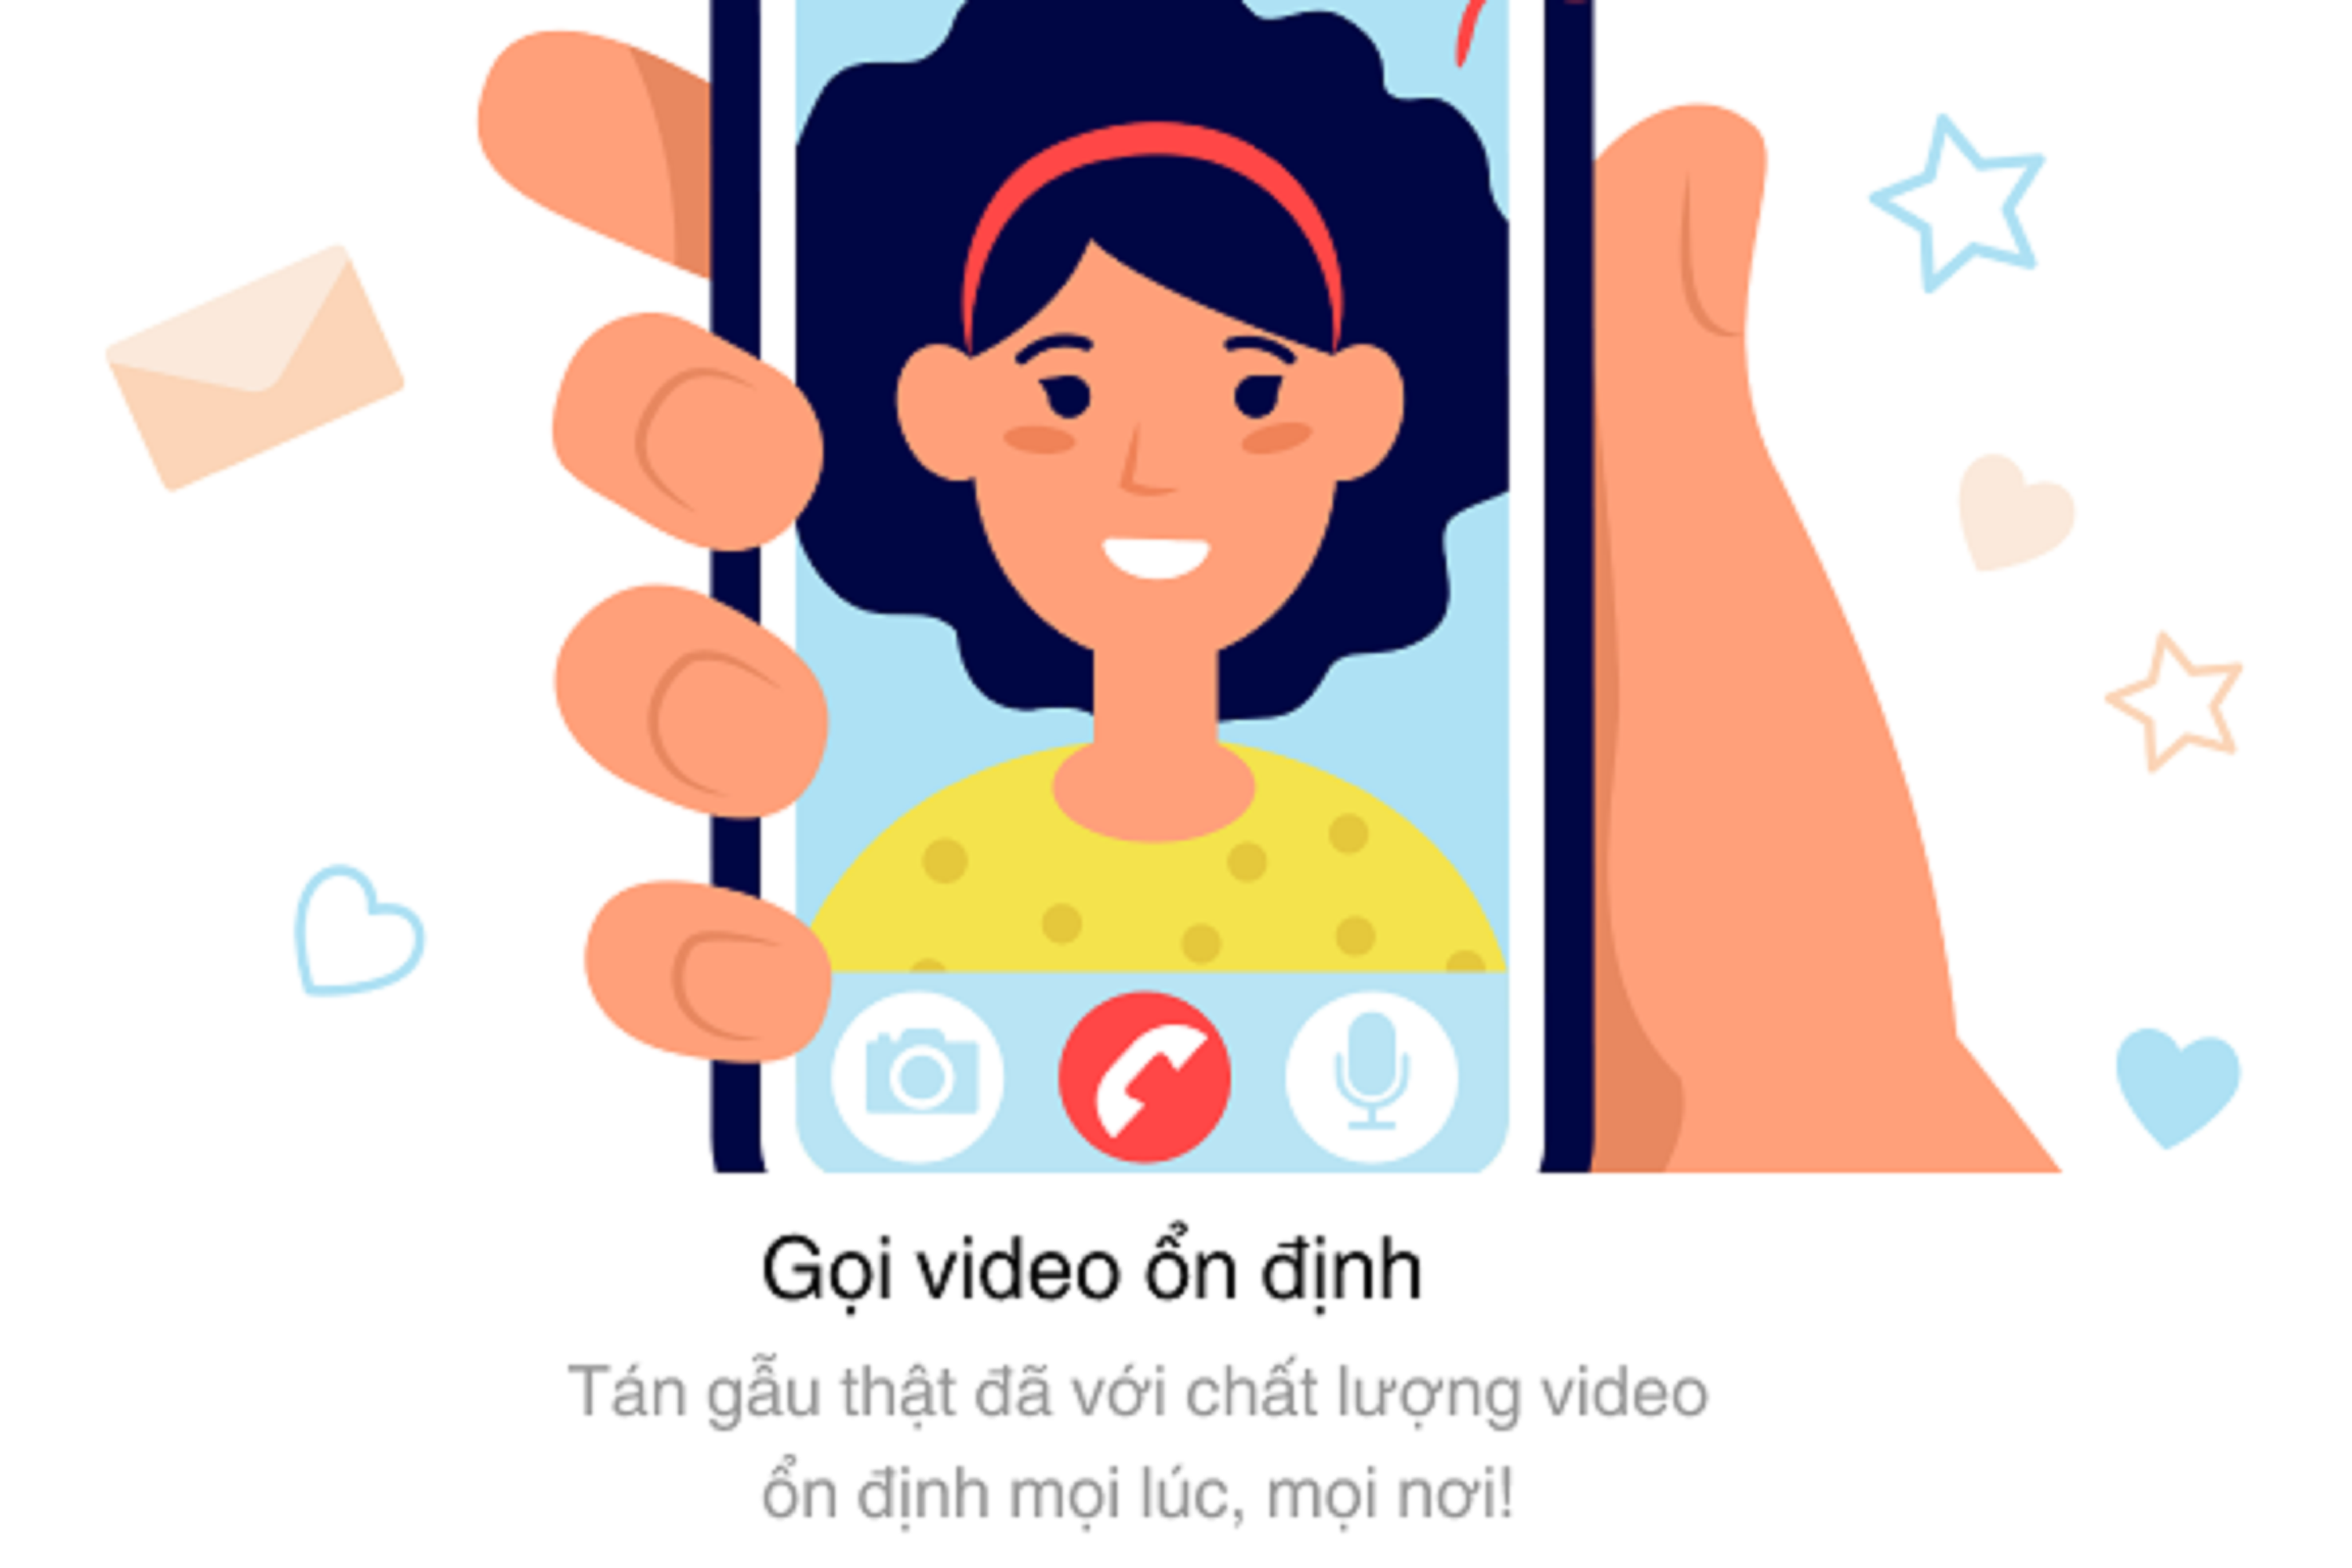 Gọi video ổn định
Tán gẫu thật đã với chất lượng video
ổn định mọi lúc, mọi nơi!